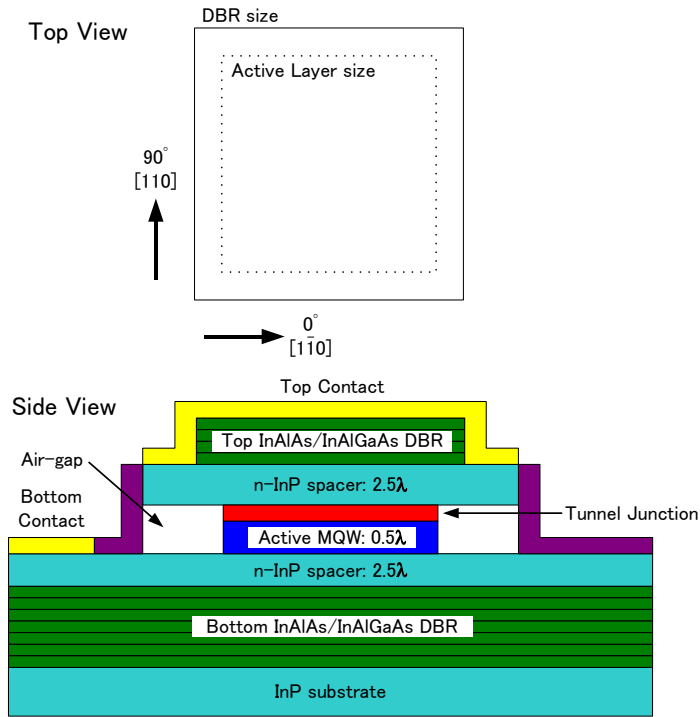 DBR size
Top View
Active Layer size
90°
[110]
0°
[11̄0]
Top Contact
Side View
Top InAlAs/InAlGaAs DBR
Air-gap
n-InP spacer: 2.5λ
Bottom
Contact
Tunnel Junction
Active MQW: 0.5λ
n-InP spacer: 2.5λ
Bottom InAlAs/InAlGaAs DBR
InP substrate